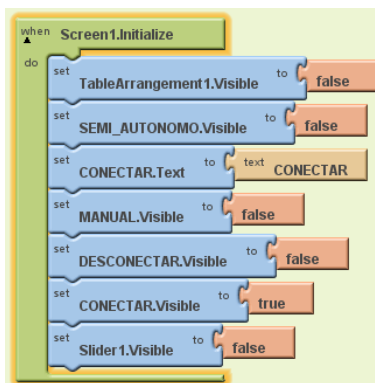 when Screen1.Initialize
do
set TableArrangement1.Visible to false
set SEMI_AUTONOMO.Visible to false
set CONECTAR.Text to text CONECTAR
set MANUAL.Visible to false
set DESCONECTAR.Visible to false
set CONECTAR.Visible to true
set Slider1.Visible to false